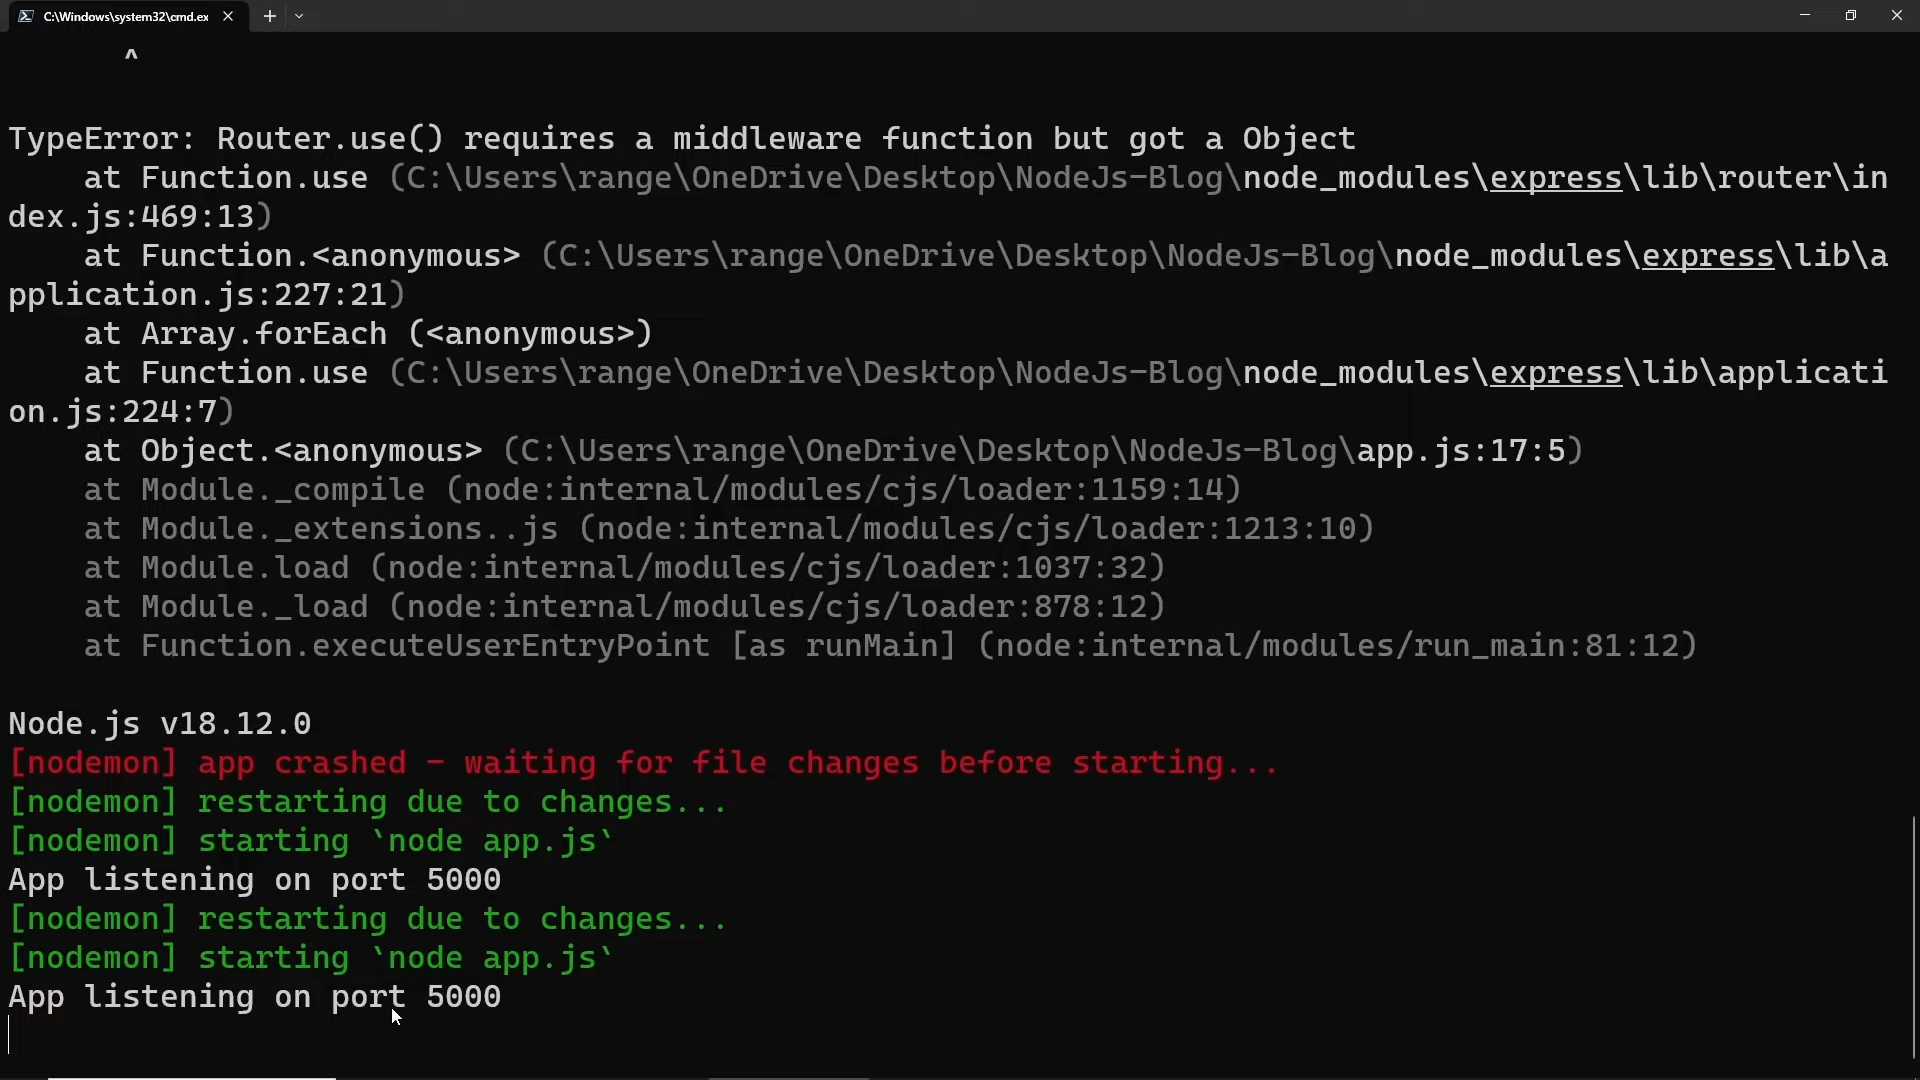 C:\Windows\system32\cmd.ex
^
TypeError: Router.use() requires a middleware function but got a Object
    at Function.use (C:\Users\range\OneDrive\Desktop\NodeJs-Blog\node_modules\express\lib\router\in
dex.js:469:13)
    at Function.<anonymous> (C:\Users\range\OneDrive\Desktop\NodeJs-Blog\node_modules\express\lib\a
pplication.js:227:21)
    at Array.forEach (<anonymous>)
    at Function.use (C:\Users\range\OneDrive\Desktop\NodeJs-Blog\node_modules\express\lib\applicati
on.js:224:7)
    at Object.<anonymous> (C:\Users\range\OneDrive\Desktop\NodeJs-Blog\app.js:17:5)
    at Module._compile (node:internal/modules/cjs/loader:1159:14)
    at Module._extensions..js (node:internal/modules/cjs/loader:1213:10)
    at Module.load (node:internal/modules/cjs/loader:1037:32)
    at Module._load (node:internal/modules/cjs/loader:878:12)
    at Function.executeUserEntryPoint [as runMain] (node:internal/modules/run_main:81:12)
Node.js v18.12.0
[nodemon] app crashed - waiting for file changes before starting...
[nodemon] restarting due to changes...
[nodemon] starting `node app.js`
App listening on port 5000
[nodemon] restarting due to changes...
[nodemon] starting `node app.js`
App listening on port 5000